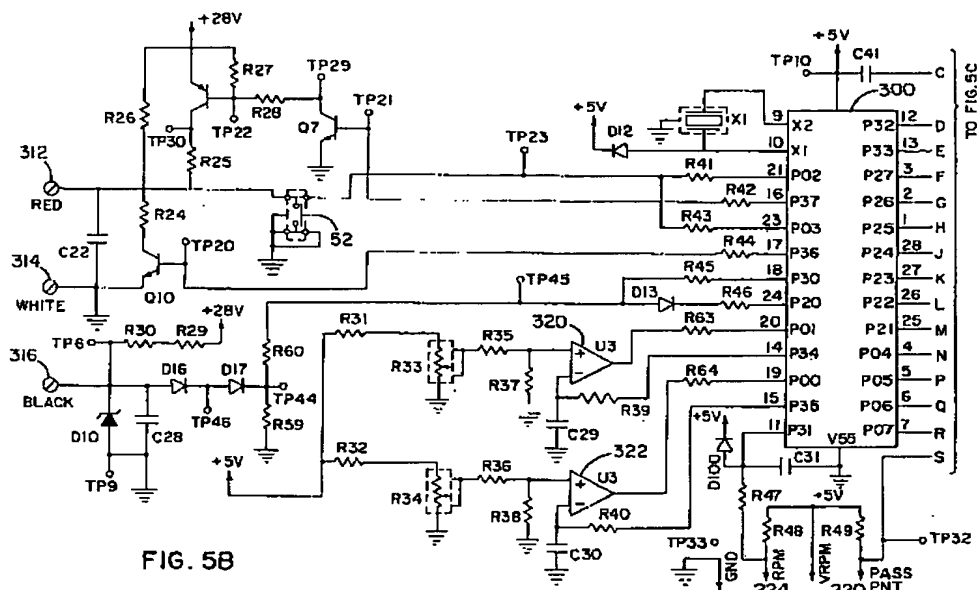 +28V
R27
TP29
R28
TP21
TP22
Q7
R26
TP30
R25
312
RED
R24
C22
314
WHITE
TP20
Q10
52
+28V
TP6
R30
R29
316
BLACK
D16
D17
TP46
TP44
D10
C28
TP9
R60
R59
+5V
D12
TP23
X1
TP45
R31
R33
R35
R37
320
U3
R39
C29
R32
+5V
R34
R36
R38
322
U3
R40
C30
R41
R42
R43
R44
R45
D13
R46
R63
R64
+5V
TP10
C41
C
300
9 X2
10 X1
21 P02
16 P37
23 P03
17 P36
18 P30
24 P20
20 P01
14 P34
19 P00
15 P35
11 P31
P32 12 D
P33 13 E
P27 3 F
P26 2 G
P25 1 H
P24 28 J
P23 27 K
P22 26 L
P21 25 M
P04 4 N
P05 5 P
P06 6 Q
P07 7 R
VSS
S
TO FIG.5C
+5V
D100
C31
R47
R48
+5V
R49
TP32
TP33
GND
RPM
VRPM
PASS
PNT
FIG. 5B